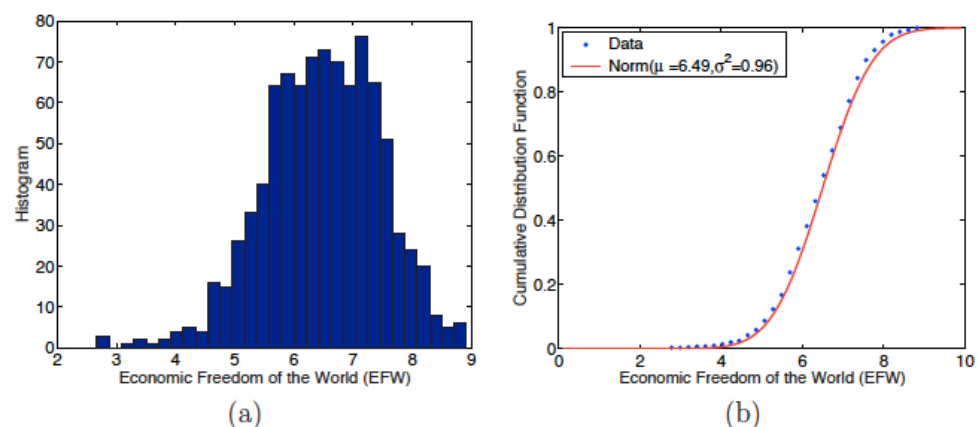 80
70
60
50
40
30
20
10
0
Histogram
2 3 4 5 6 7 8 9
Economic Freedom of the World (EFW)
(a)
1
0.8
0.6
0.4
0.2
0
Cumulative Distribution Function
Data
Norm(μ =6.49,σ²=0.96)
0 2 4 6 8 10
Economic Freedom of the World (EFW)
(b)